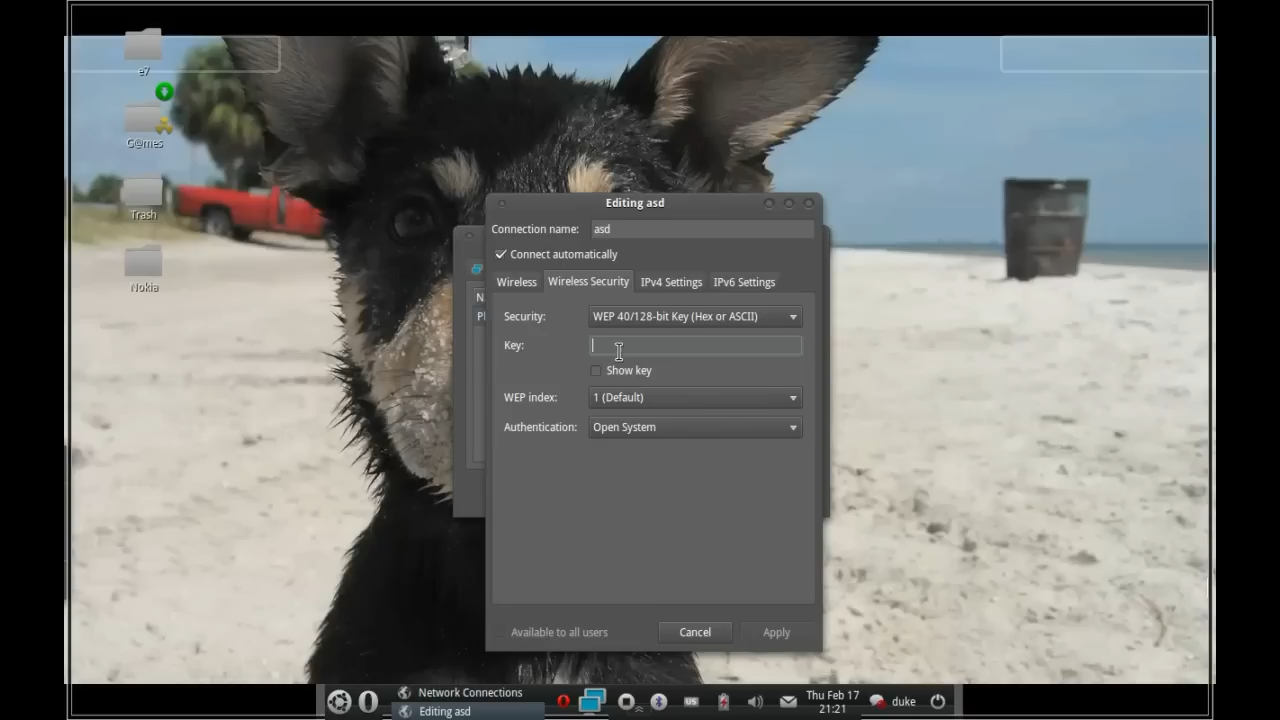 e7
G@mes
Trash
Nokia
Editing asd
Connection name: asd
Connect automatically
Wireless
Wireless Security
IPv4 Settings
IPv6 Settings
Security: WEP 40/128-bit Key (Hex or ASCII)
Key:
Show key
WEP index: 1 (Default)
Authentication: Open System
Available to all users
Cancel
Apply
Network Connections
Editing asd
US
Thu Feb 17
21:21
duke